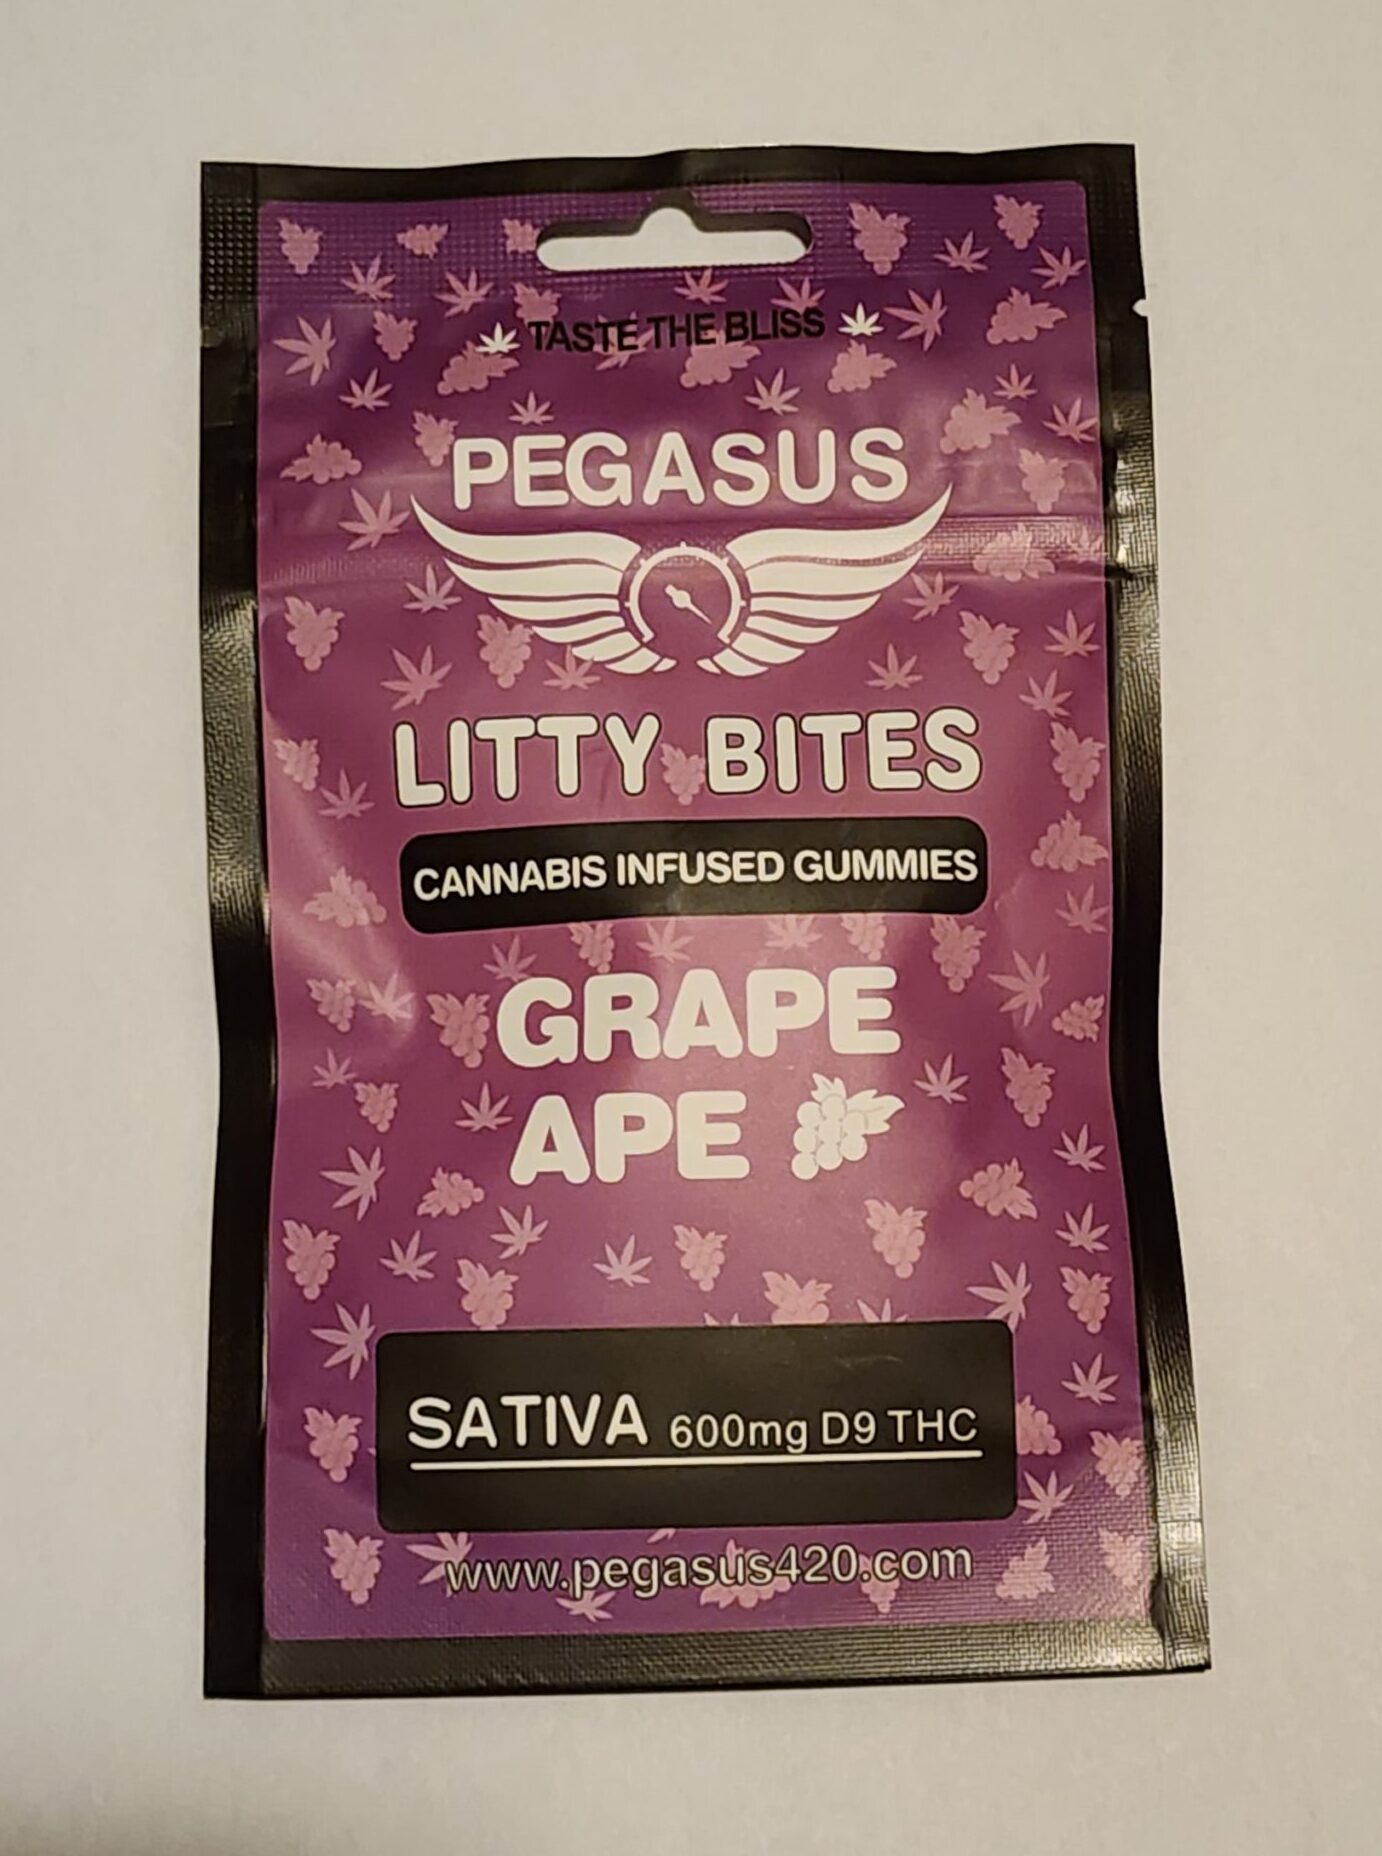 TASTE THE BLISS
PEGASUS
LITTY BITES
CANNABIS INFUSED GUMMIES
GRAPE
APE
SATIVA 600mg D9 THC
www.pegasus420.com